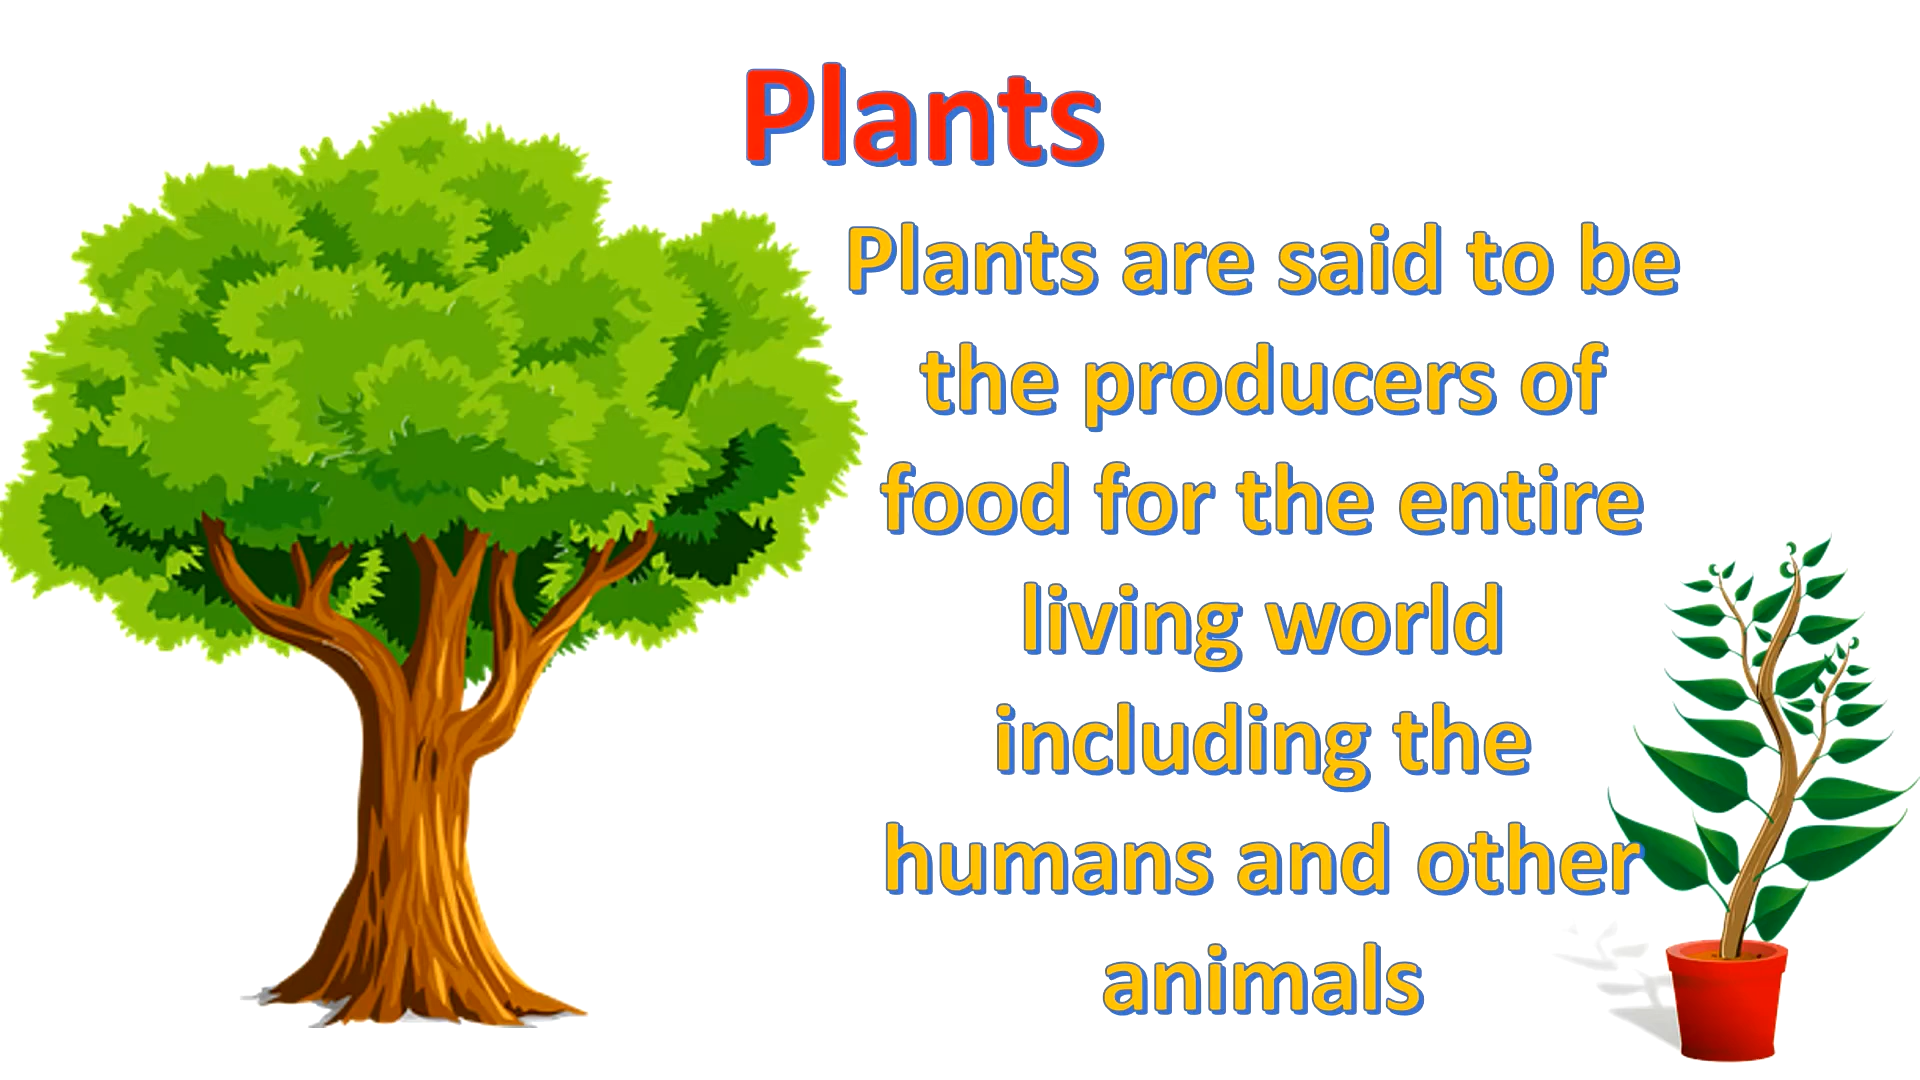 Plants
Plants are said to be
the producers of
food for the entire
living world
including the
humans and other
animals